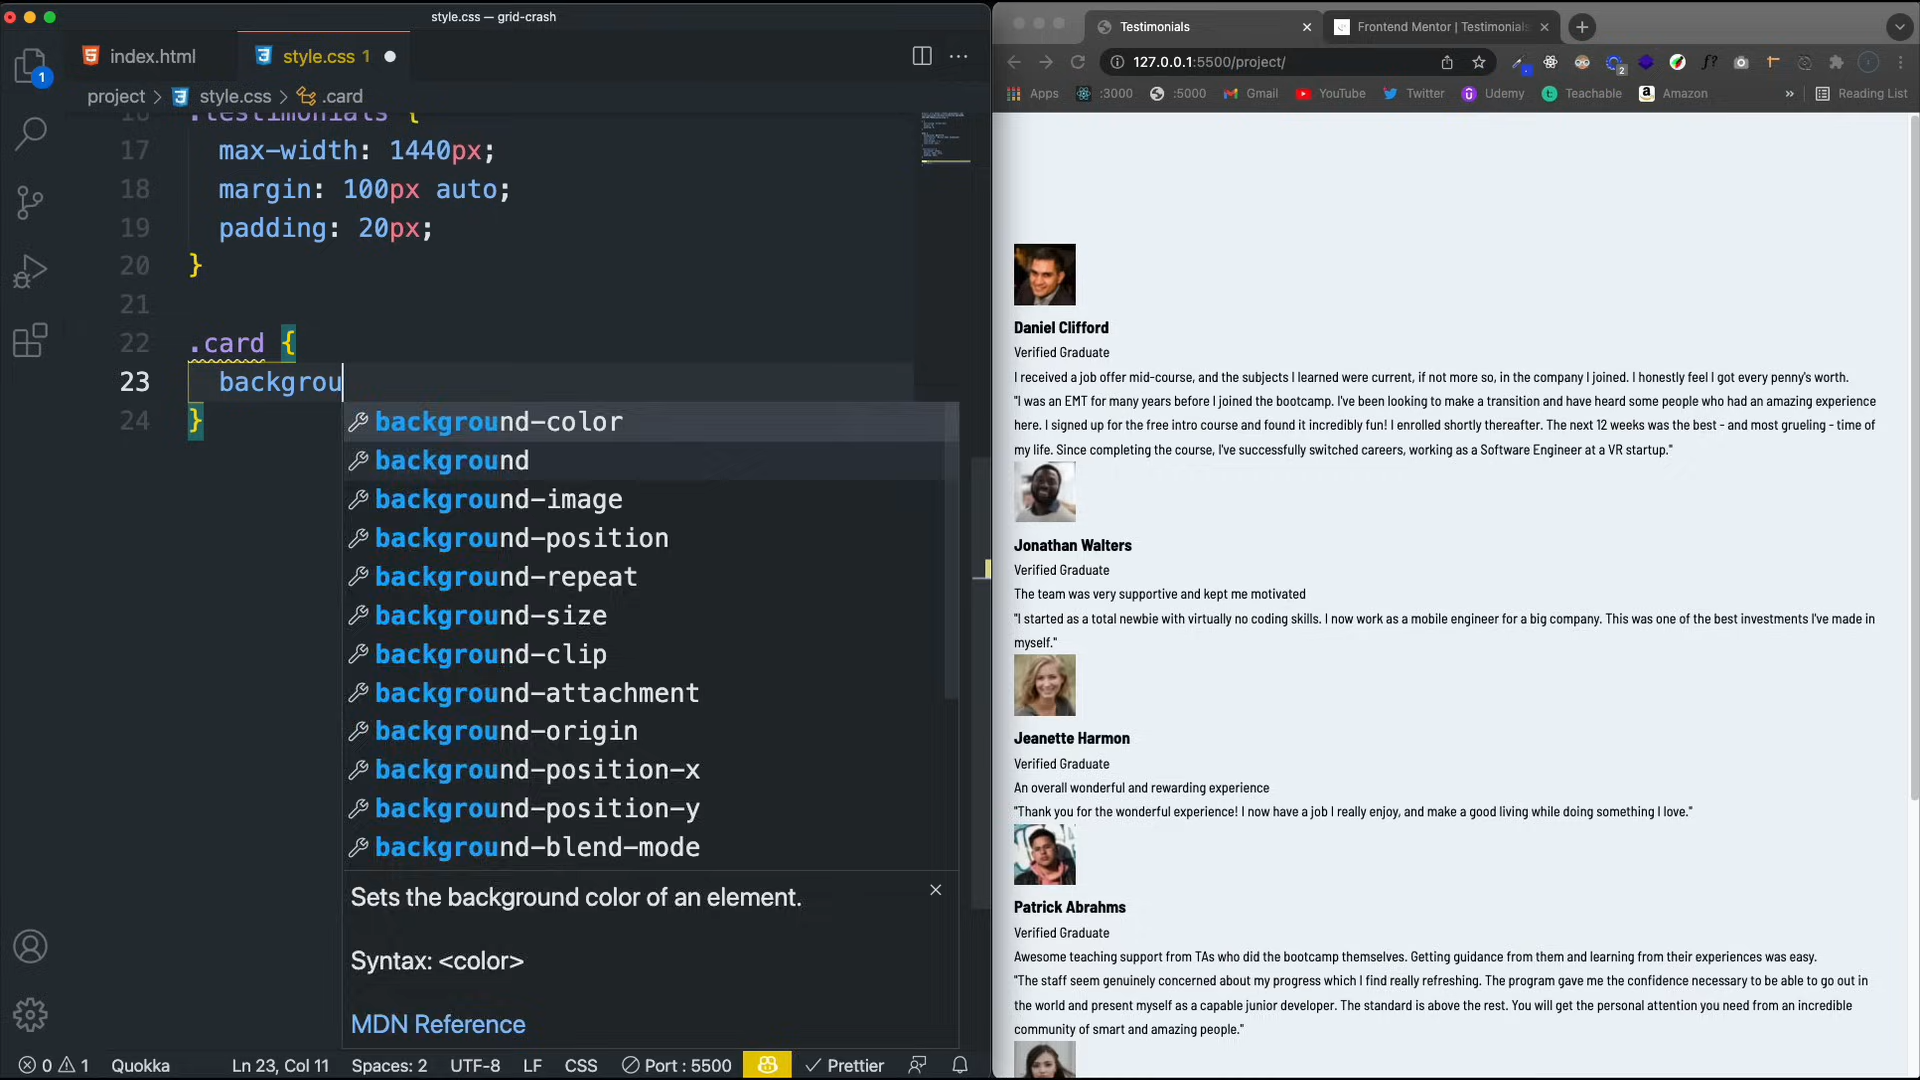 style.css — grid-crash
index.html
style.css 1
project > style.css > .card
16 .testimonials {
17 max-width: 1440px;
18 margin: 100px auto;
19 padding: 20px;
20 }
21
22 .card {
23 backgrou
24 }
background-color
background
background-image
background-position
background-repeat
background-size
background-clip
background-attachment
background-origin
background-position-x
background-position-y
background-blend-mode
Sets the background color of an element.
Syntax: <color>
MDN Reference
1
0 1 Quokka Ln 23, Col 11 Spaces: 2 UTF-8 LF CSS Port : 5500 Prettier
Testimonials
Frontend Mentor | Testimonials
127.0.0.1:5500/project/
2
f?
Apps :3000 :5000 Gmail YouTube Twitter Udemy Teachable Amazon » Reading List
Daniel Clifford
Verified Graduate
I received a job offer mid-course, and the subjects I learned were current, if not more so, in the company I joined. I honestly feel I got every penny's worth.
"I was an EMT for many years before I joined the bootcamp. I've been looking to make a transition and have heard some people who had an amazing experience
here. I signed up for the free intro course and found it incredibly fun! I enrolled shortly thereafter. The next 12 weeks was the best - and most grueling - time of
my life. Since completing the course, I've successfully switched careers, working as a Software Engineer at a VR startup."
Jonathan Walters
Verified Graduate
The team was very supportive and kept me motivated
"I started as a total newbie with virtually no coding skills. I now work as a mobile engineer for a big company. This was one of the best investments I've made in
myself."
Jeanette Harmon
Verified Graduate
An overall wonderful and rewarding experience
"Thank you for the wonderful experience! I now have a job I really enjoy, and make a good living while doing something I love."
Patrick Abrahms
Verified Graduate
Awesome teaching support from TAs who did the bootcamp themselves. Getting guidance from them and learning from their experiences was easy.
"The staff seem genuinely concerned about my progress which I find really refreshing. The program gave me the confidence necessary to be able to go out in
the world and present myself as a capable junior developer. The standard is above the rest. You will get the personal attention you need from an incredible
community of smart and amazing people."